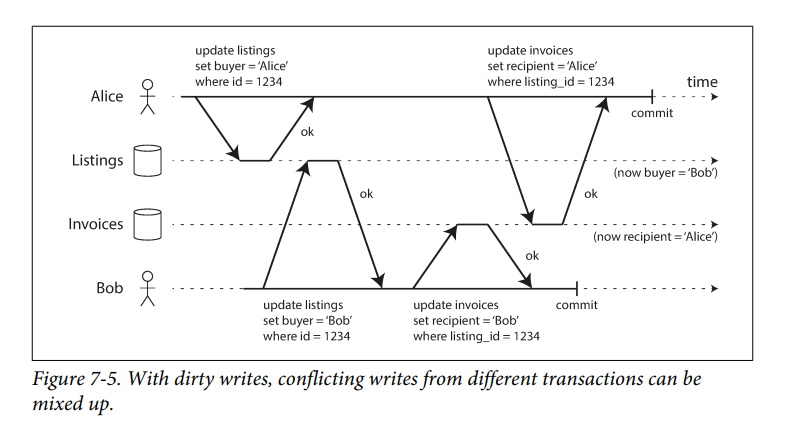 update listings
set buyer = ‘Alice’
where id = 1234
update invoices
set recipient = ‘Alice’
where listing_id = 1234
Alice
time
commit
ok
Listings
(now buyer = ‘Bob’)
ok
ok
Invoices
(now recipient = ‘Alice’)
ok
Bob
commit
update listings
set buyer = ‘Bob’
where id = 1234
update invoices
set recipient = ‘Bob’
where listing_id = 1234
Figure 7-5. With dirty writes, conflicting writes from different transactions can be
mixed up.